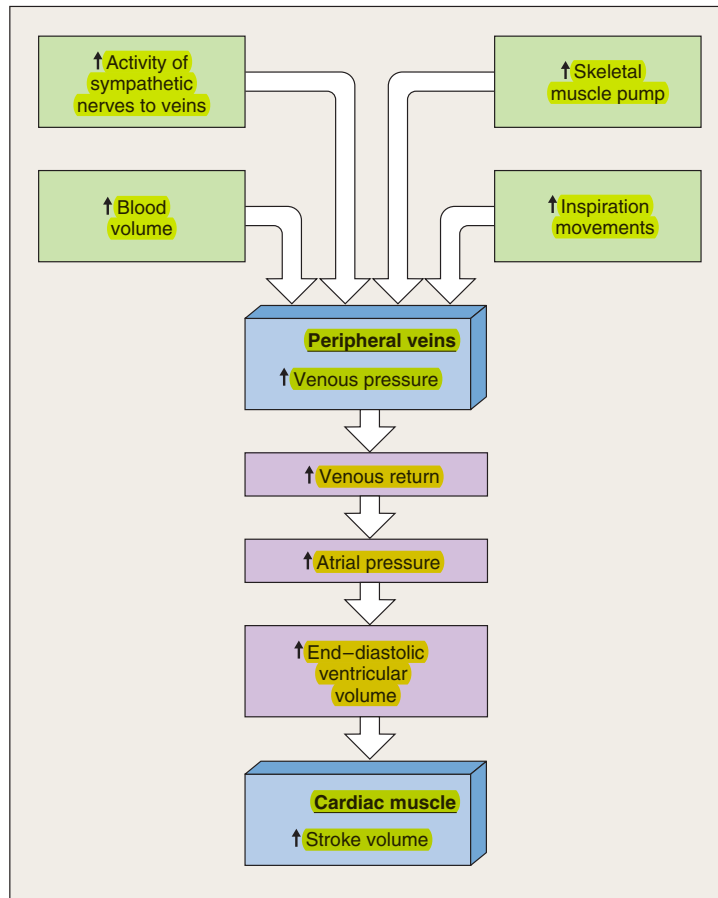 ↑ Activity of
sympathetic
nerves to veins
↑ Skeletal
muscle pump
↑ Blood
volume
↑ Inspiration
movements
Peripheral veins
↑ Venous pressure
↑ Venous return
↑ Atrial pressure
↑ End–diastolic
ventricular
volume
Cardiac muscle
↑ Stroke volume